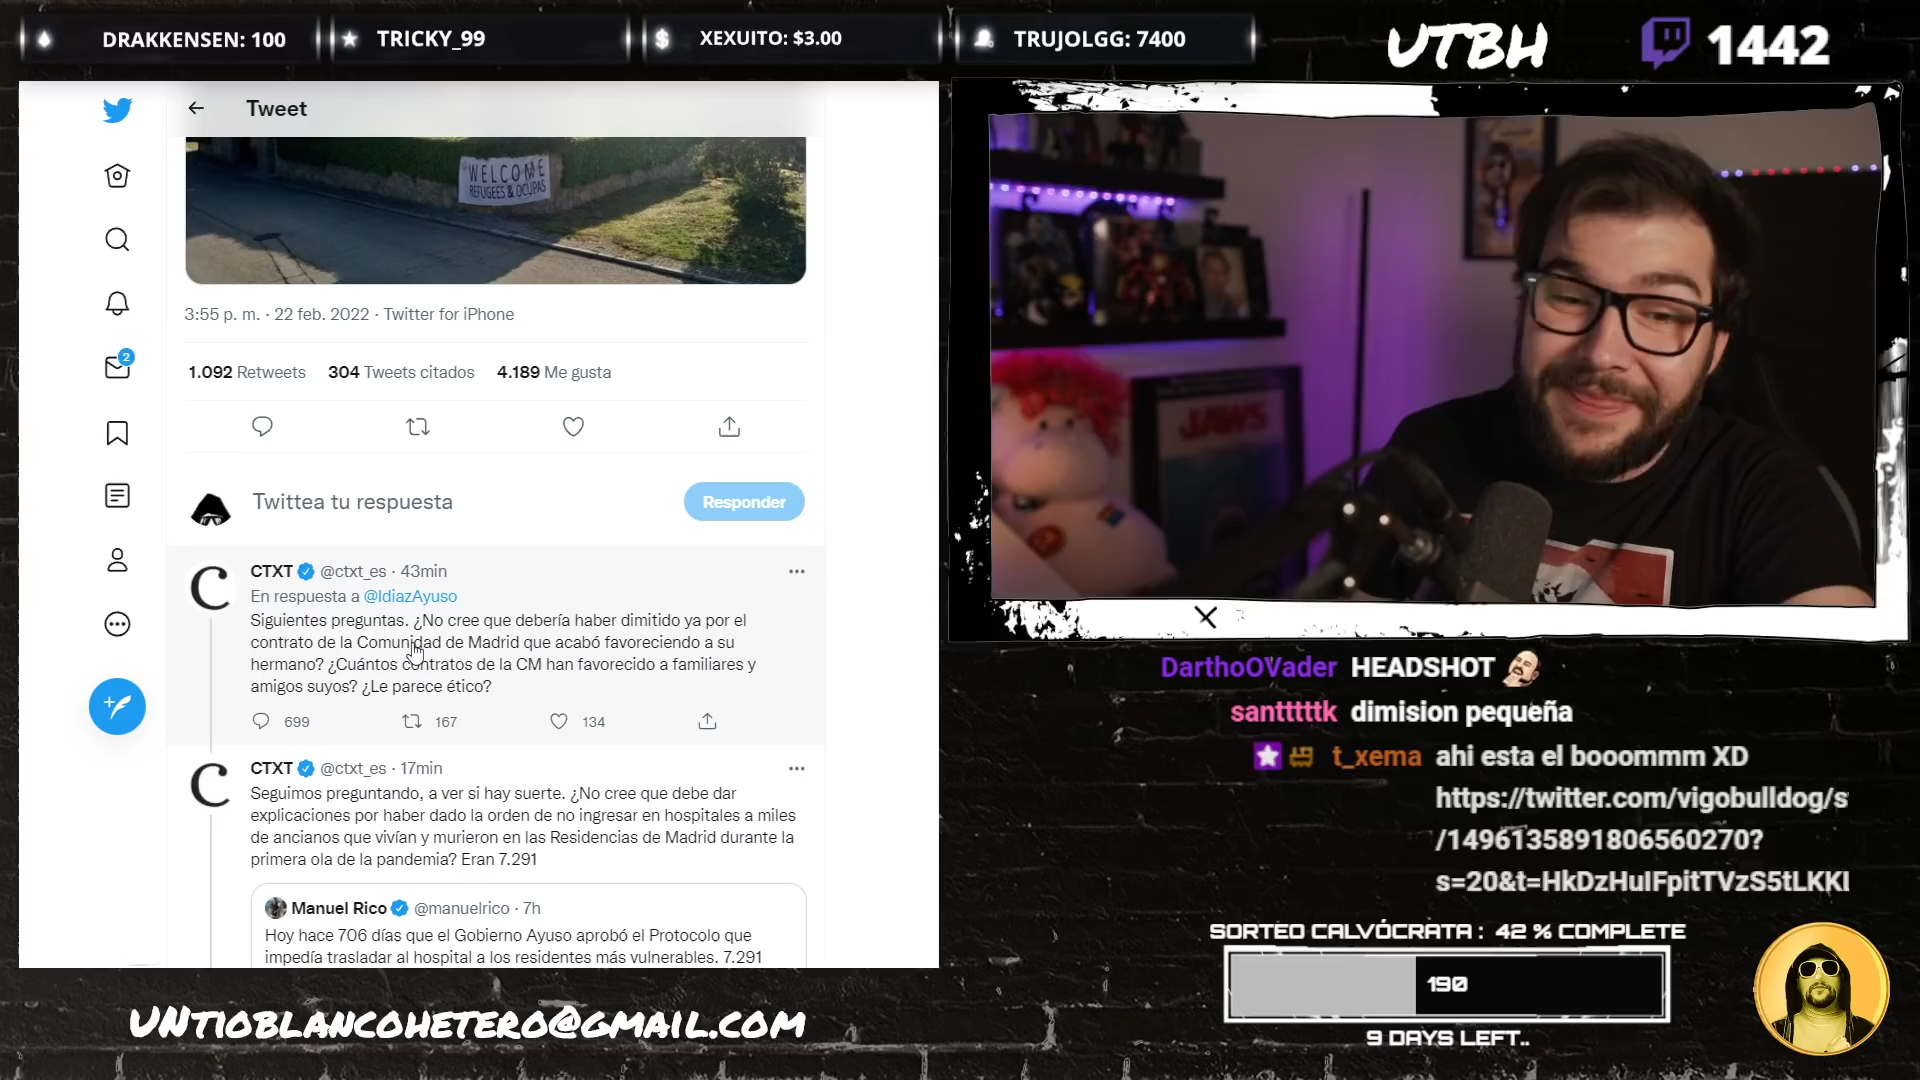 DRAKKENSEN: 100
TRICKY_99
XEXUITO: $3.00
TRUJOLGG: 7400
UTBH
1442
Tweet
WELCOME
REFUGEES & OCUPAS
3:55 p. m. · 22 feb. 2022 · Twitter for iPhone
1.092 Retweets 304 Tweets citados 4.189 Me gusta
Twittea tu respuesta
Responder
2
CTXT @ctxt_es · 43min
En respuesta a @IdiazAyuso
Siguientes preguntas. ¿No cree que debería haber dimitido ya por el
contrato de la Comunidad de Madrid que acabó favoreciendo a su
hermano? ¿Cuántos contratos de la CM han favorecido a familiares y
amigos suyos? ¿Le parece ético?
699 167 134
CTXT @ctxt_es · 17min
Seguimos preguntando, a ver si hay suerte. ¿No cree que debe dar
explicaciones por haber dado la orden de no ingresar en hospitales a miles
de ancianos que vivían y murieron en las Residencias de Madrid durante la
primera ola de la pandemia? Eran 7.291
Manuel Rico @manuelrico · 7h
Hoy hace 706 días que el Gobierno Ayuso aprobó el Protocolo que
impedía trasladar al hospital a los residentes más vulnerables. 7.291
JAWS
DarthoOVader HEADSHOT
santttttk dimision pequeña
t_xema ahi esta el booommm XD
https://twitter.com/vigobulldog/s
/1496135891806560270?
s=20&t=HkDzHuIFpitTVzS5tLKKI
SORTEO CALVÓCRATA : 42 % COMPLETE
190
9 DAYS LEFT..
UNTIOBLANCOHETERO@GMAIL.COM